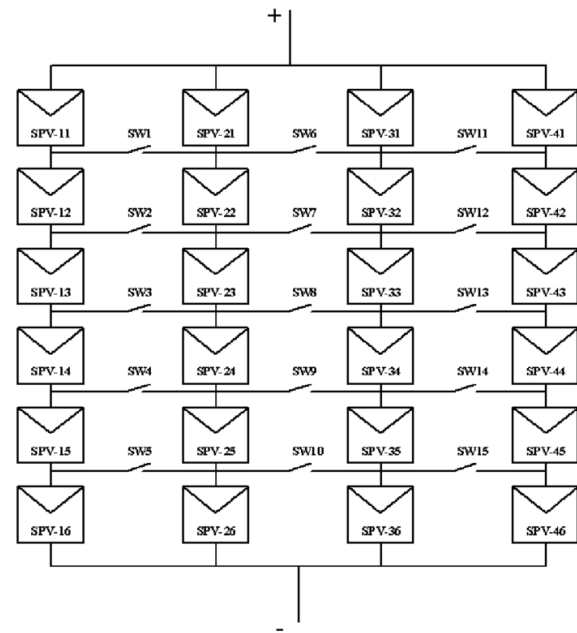 +
SPV-11 SW1 SPV-21 SW6 SPV-31 SW11 SPV-41
SPV-12 SW2 SPV-22 SW7 SPV-32 SW12 SPV-42
SPV-13 SW3 SPV-23 SW8 SPV-33 SW13 SPV-43
SPV-14 SW4 SPV-24 SW9 SPV-34 SW14 SPV-44
SPV-15 SW5 SPV-25 SW10 SPV-35 SW15 SPV-45
SPV-16 SPV-26 SPV-36 SPV-46
-